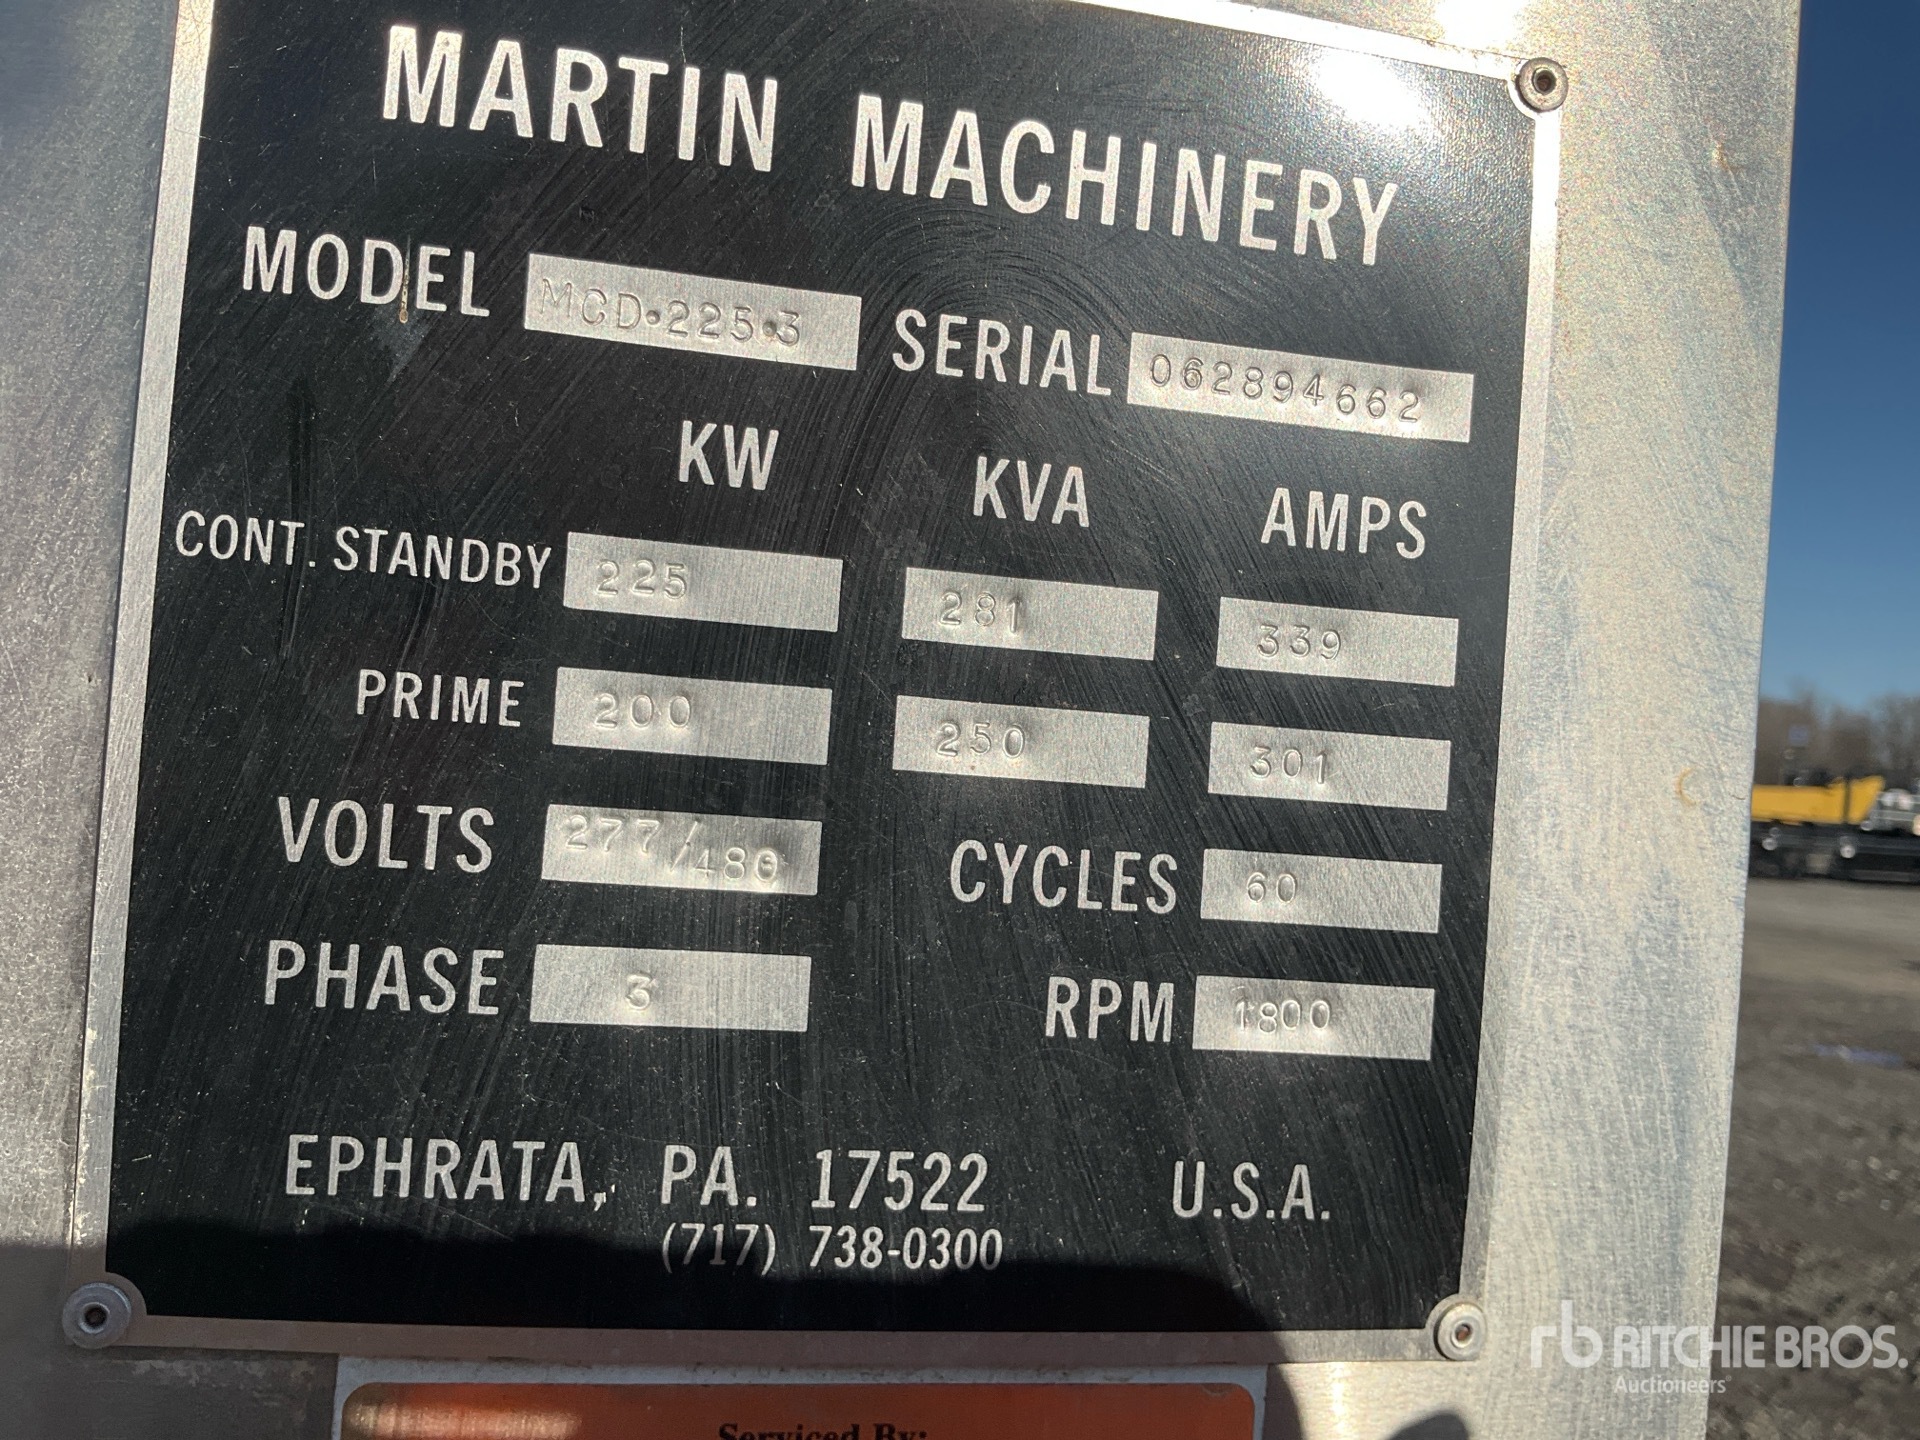 MARTIN MACHINERY
MODEL MCD•225•3 SERIAL 062894662
KW KVA AMPS
CONT. STANDBY 225 281 339
PRIME 200 250 301
VOLTS 277/480 CYCLES 60
PHASE 3 RPM 1800
EPHRATA, PA. 17522 U.S.A.
(717) 738-0300
Serviced By:
rb RITCHIE BROS.
Auctioneers